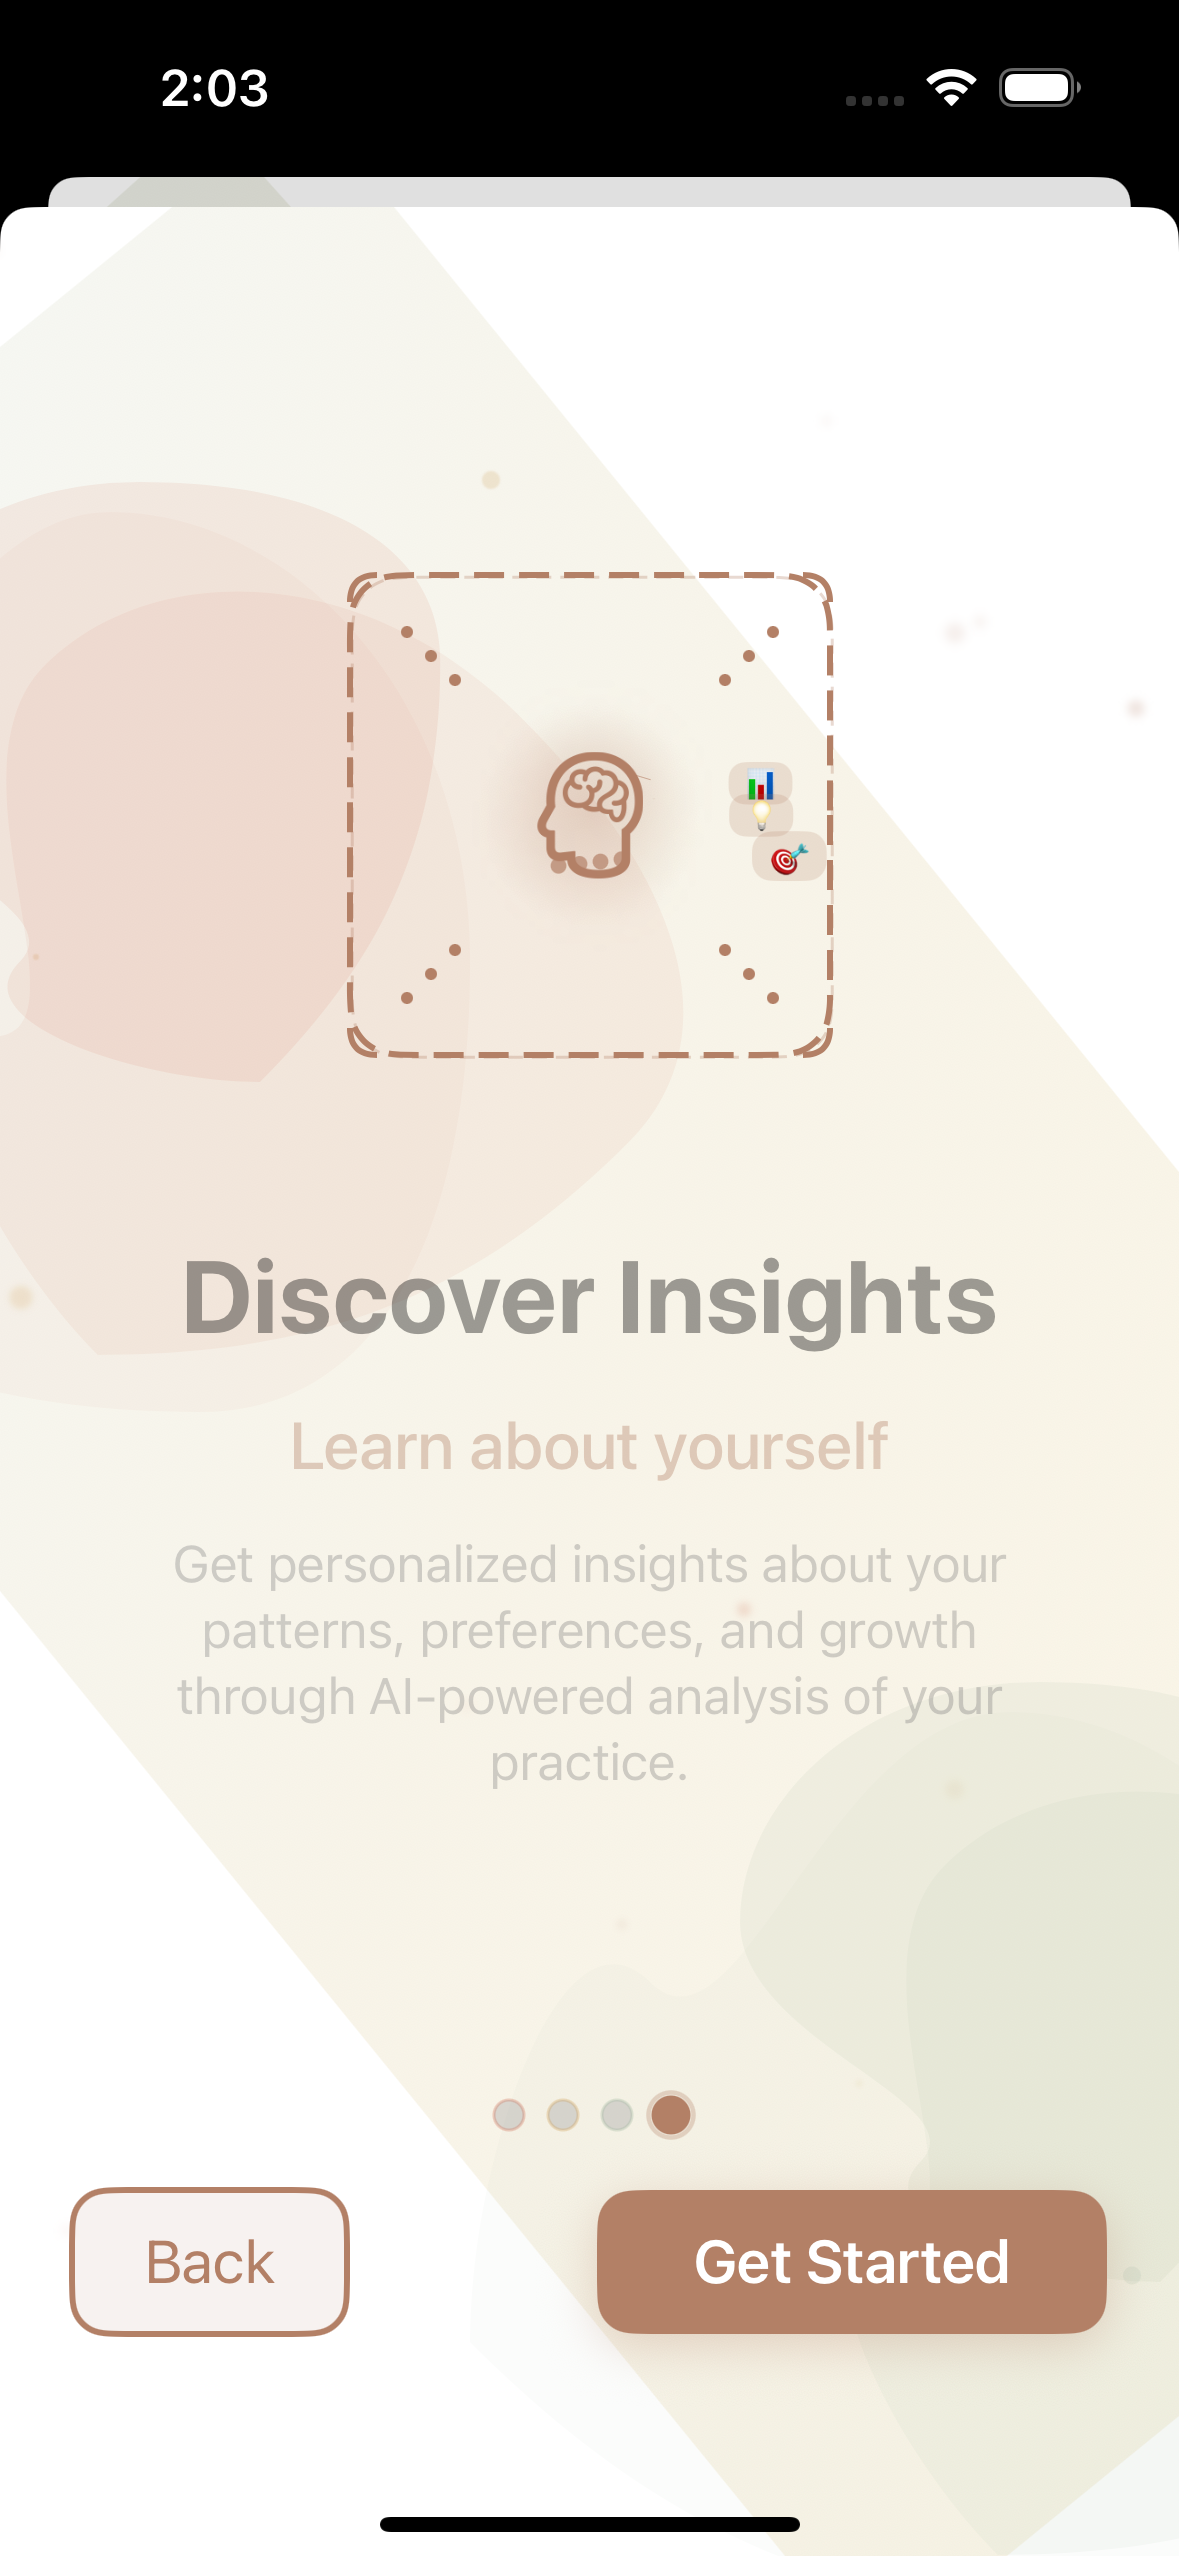 2:03
Discover Insights
Learn about yourself
Get personalized insights about your
patterns, preferences, and growth
through AI-powered analysis of your
practice.
Back
Get Started